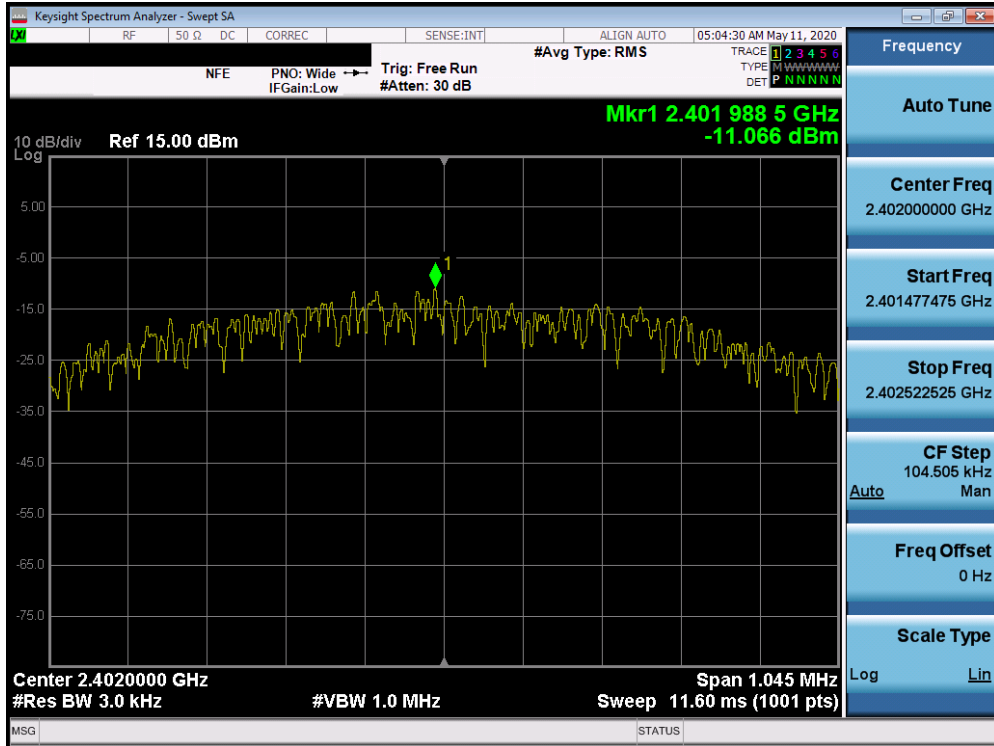 Keysight Spectrum Analyzer - Swept SA
LXI RF 50 Ω DC CORREC SENSE:INT ALIGN AUTO 05:04:30 AM May 11, 2020
#Avg Type: RMS TRACE 1 2 3 4 5 6
NFE PNO: Wide Trig: Free Run TYPE M WWWWW
IFGain:Low #Atten: 30 dB DET P N N N N N
Mkr1 2.401 988 5 GHz
-11.066 dBm
10 dB/div Ref 15.00 dBm
Log
5.00
-5.00
1
-15.0
-25.0
-35.0
-45.0
-55.0
-65.0
-75.0
Center 2.4020000 GHz Span 1.045 MHz
#Res BW 3.0 kHz #VBW 1.0 MHz Sweep 11.60 ms (1001 pts)
MSG STATUS
Frequency
Auto Tune
Center Freq
2.402000000 GHz
Start Freq
2.401477475 GHz
Stop Freq
2.402522525 GHz
CF Step
104.505 kHz
Auto Man
Freq Offset
0 Hz
Scale Type
Log Lin